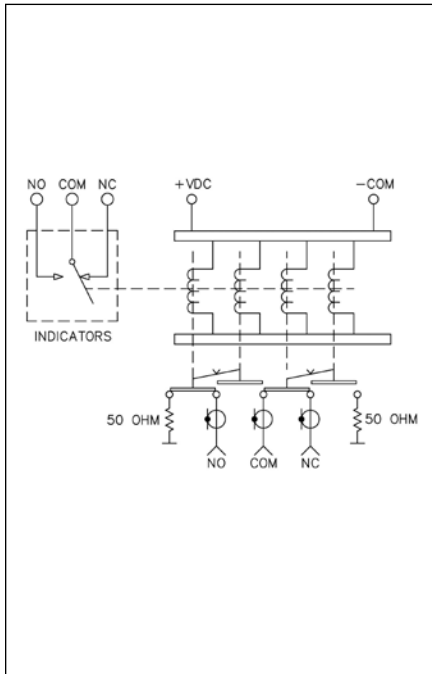 NO COM NC
+VDC
−COM
INDICATORS
50 OHM
50 OHM
NO
COM
NC